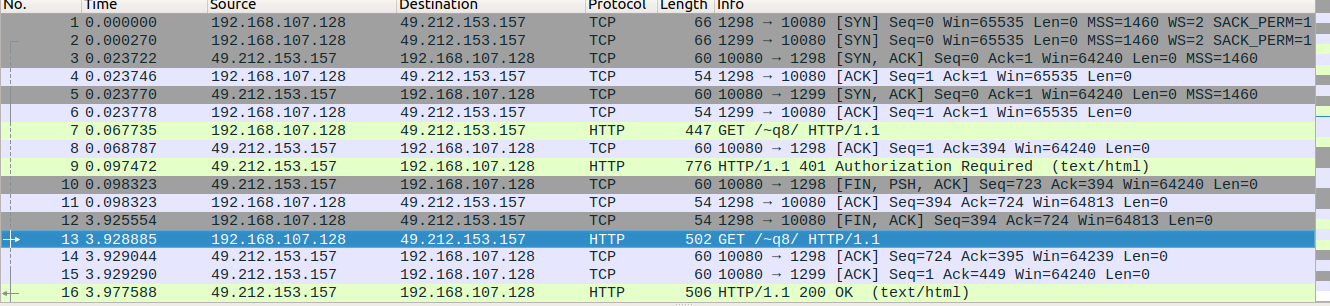 No. Time Source Destination Protocol Length Info
1 0.000000 192.168.107.128 49.212.153.157 TCP 66 1298 → 10080 [SYN] Seq=0 Win=65535 Len=0 MSS=1460 WS=2 SACK_PERM=1
2 0.000270 192.168.107.128 49.212.153.157 TCP 66 1299 → 10080 [SYN] Seq=0 Win=65535 Len=0 MSS=1460 WS=2 SACK_PERM=1
3 0.023722 49.212.153.157 192.168.107.128 TCP 60 10080 → 1298 [SYN, ACK] Seq=0 Ack=1 Win=64240 Len=0 MSS=1460
4 0.023746 192.168.107.128 49.212.153.157 TCP 54 1298 → 10080 [ACK] Seq=1 Ack=1 Win=65535 Len=0
5 0.023770 49.212.153.157 192.168.107.128 TCP 60 10080 → 1299 [SYN, ACK] Seq=0 Ack=1 Win=64240 Len=0 MSS=1460
6 0.023778 192.168.107.128 49.212.153.157 TCP 54 1299 → 10080 [ACK] Seq=1 Ack=1 Win=65535 Len=0
7 0.067735 192.168.107.128 49.212.153.157 HTTP 447 GET /~q8/ HTTP/1.1
8 0.068787 49.212.153.157 192.168.107.128 TCP 60 10080 → 1298 [ACK] Seq=1 Ack=394 Win=64240 Len=0
9 0.097472 49.212.153.157 192.168.107.128 HTTP 776 HTTP/1.1 401 Authorization Required (text/html)
10 0.098323 49.212.153.157 192.168.107.128 TCP 60 10080 → 1298 [FIN, PSH, ACK] Seq=723 Ack=394 Win=64240 Len=0
11 0.098323 192.168.107.128 49.212.153.157 TCP 54 1298 → 10080 [ACK] Seq=394 Ack=724 Win=64813 Len=0
12 3.925554 192.168.107.128 49.212.153.157 TCP 54 1298 → 10080 [FIN, ACK] Seq=394 Ack=724 Win=64813 Len=0
13 3.928885 192.168.107.128 49.212.153.157 HTTP 502 GET /~q8/ HTTP/1.1
14 3.929044 49.212.153.157 192.168.107.128 TCP 60 10080 → 1298 [ACK] Seq=724 Ack=395 Win=64239 Len=0
15 3.929290 49.212.153.157 192.168.107.128 TCP 60 10080 → 1299 [ACK] Seq=1 Ack=449 Win=64240 Len=0
16 3.977588 49.212.153.157 192.168.107.128 HTTP 506 HTTP/1.1 200 OK (text/html)